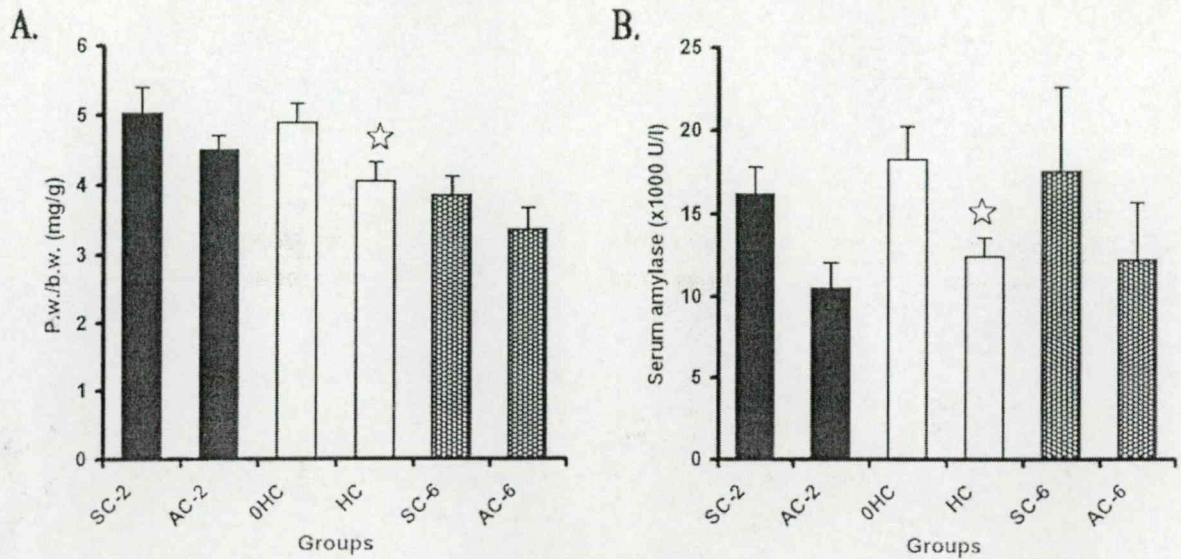 A.
P.w./b.w. (mg/g)
6
5
4
3
2
1
0
SC-2
AC-2
0HC
HC
SC-6
AC-6
Groups
B.
Serum amylase (x1000 U/l)
25
20
15
10
5
0
SC-2
AC-2
0HC
HC
SC-6
AC-6
Groups